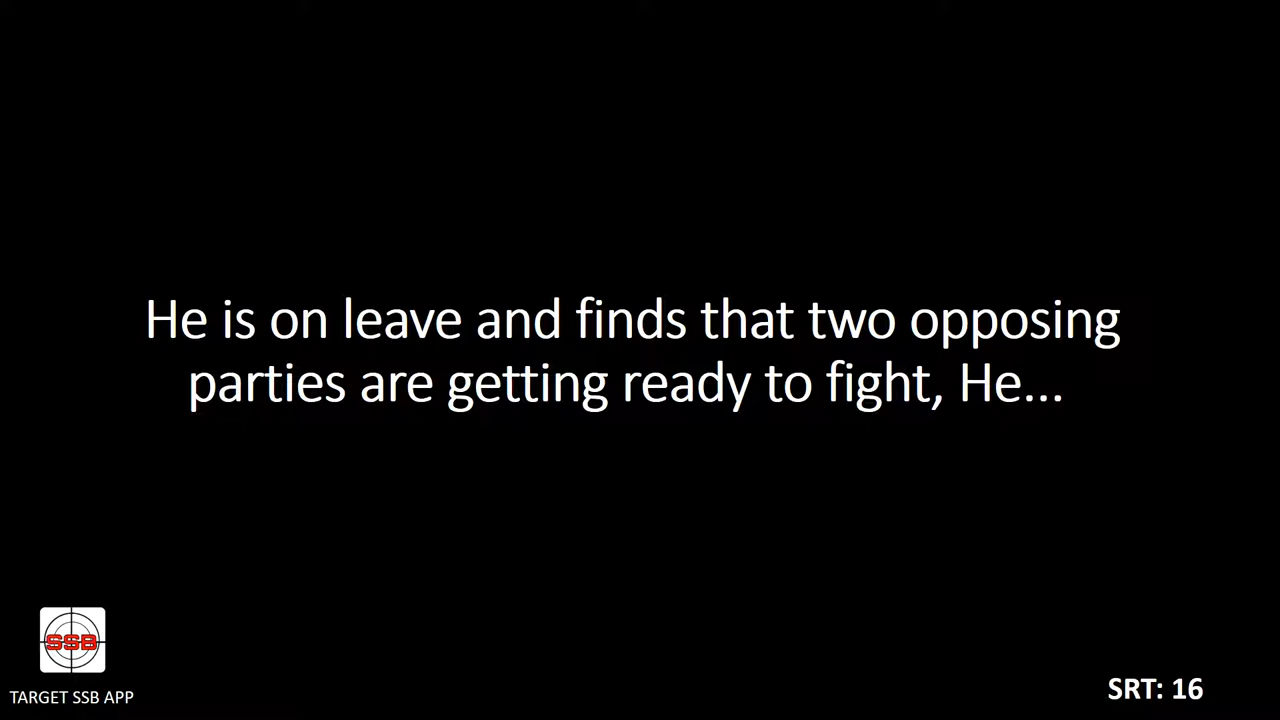 He is on leave and finds that two opposing
parties are getting ready to fight, He...
SSB
TARGET SSB APP
SRT: 16